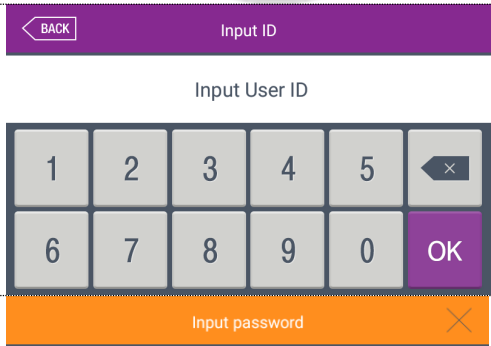 BACK Input ID
Input User ID
1 2 3 4 5 ×
6 7 8 9 0 OK
Input password